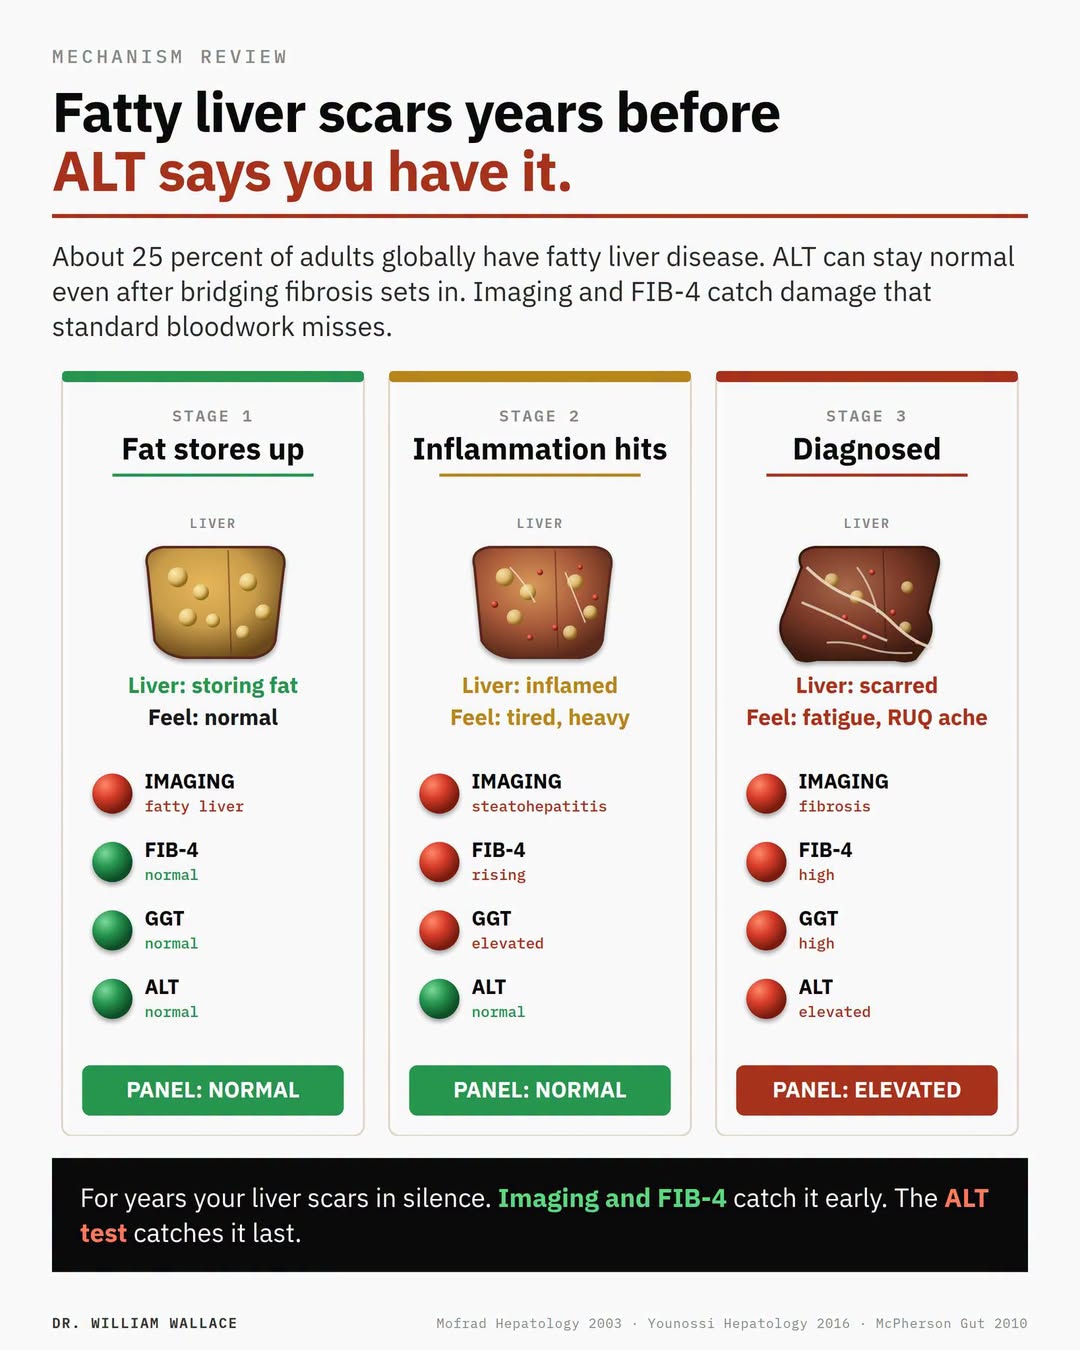 MECHANISM REVIEW
Fatty liver scars years before
ALT says you have it.
About 25 percent of adults globally have fatty liver disease. ALT can stay normal
even after bridging fibrosis sets in. Imaging and FIB-4 catch damage that
standard bloodwork misses.
STAGE 1
Fat stores up
LIVER
Liver: storing fat
Feel: normal
IMAGING
fatty liver
FIB-4
normal
GGT
normal
ALT
normal
PANEL: NORMAL
STAGE 2
Inflammation hits
LIVER
Liver: inflamed
Feel: tired, heavy
IMAGING
steatohepatitis
FIB-4
rising
GGT
elevated
ALT
normal
PANEL: NORMAL
STAGE 3
Diagnosed
LIVER
Liver: scarred
Feel: fatigue, RUQ ache
IMAGING
fibrosis
FIB-4
high
GGT
high
ALT
elevated
PANEL: ELEVATED
For years your liver scars in silence. Imaging and FIB-4 catch it early. The ALT
test catches it last.
DR. WILLIAM WALLACE
Mofrad Hepatology 2003 · Younossi Hepatology 2016 · McPherson Gut 2010